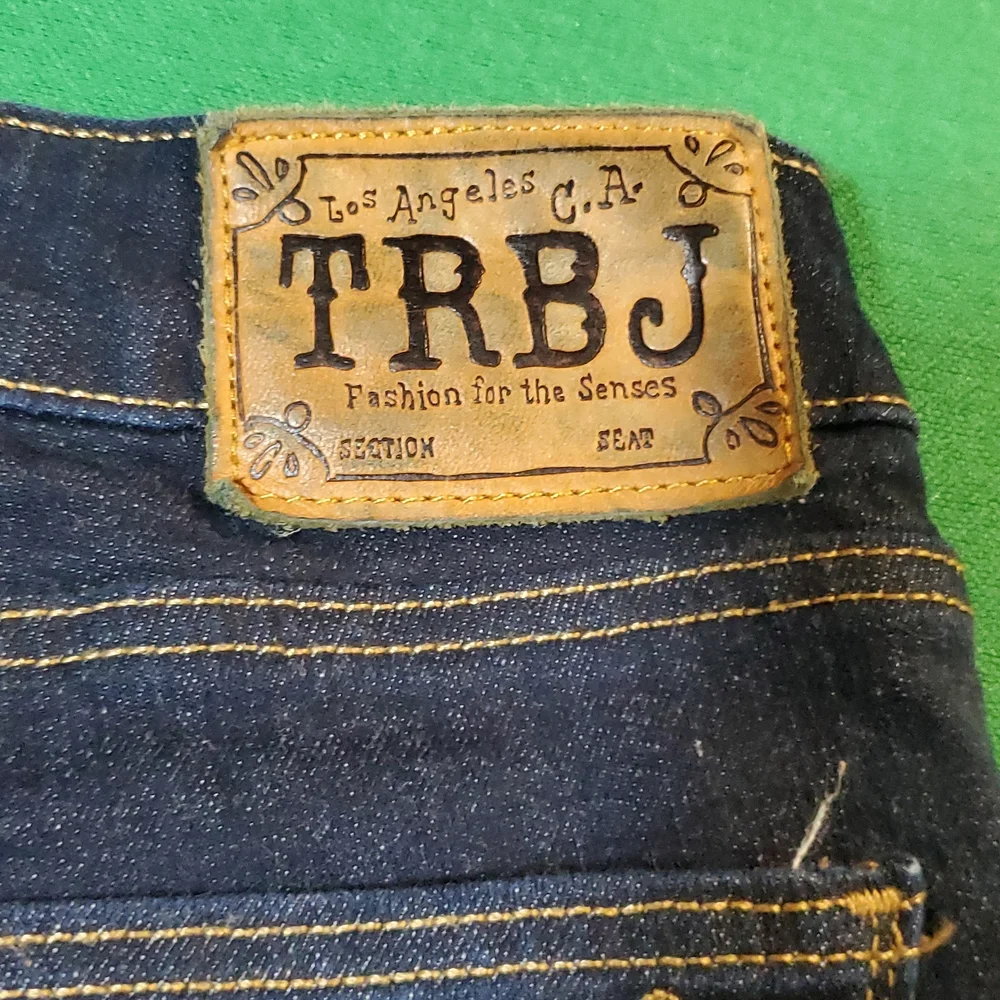 Los Angeles C.A.
TRBJ
Fashion for the Senses
SECTION SEAT